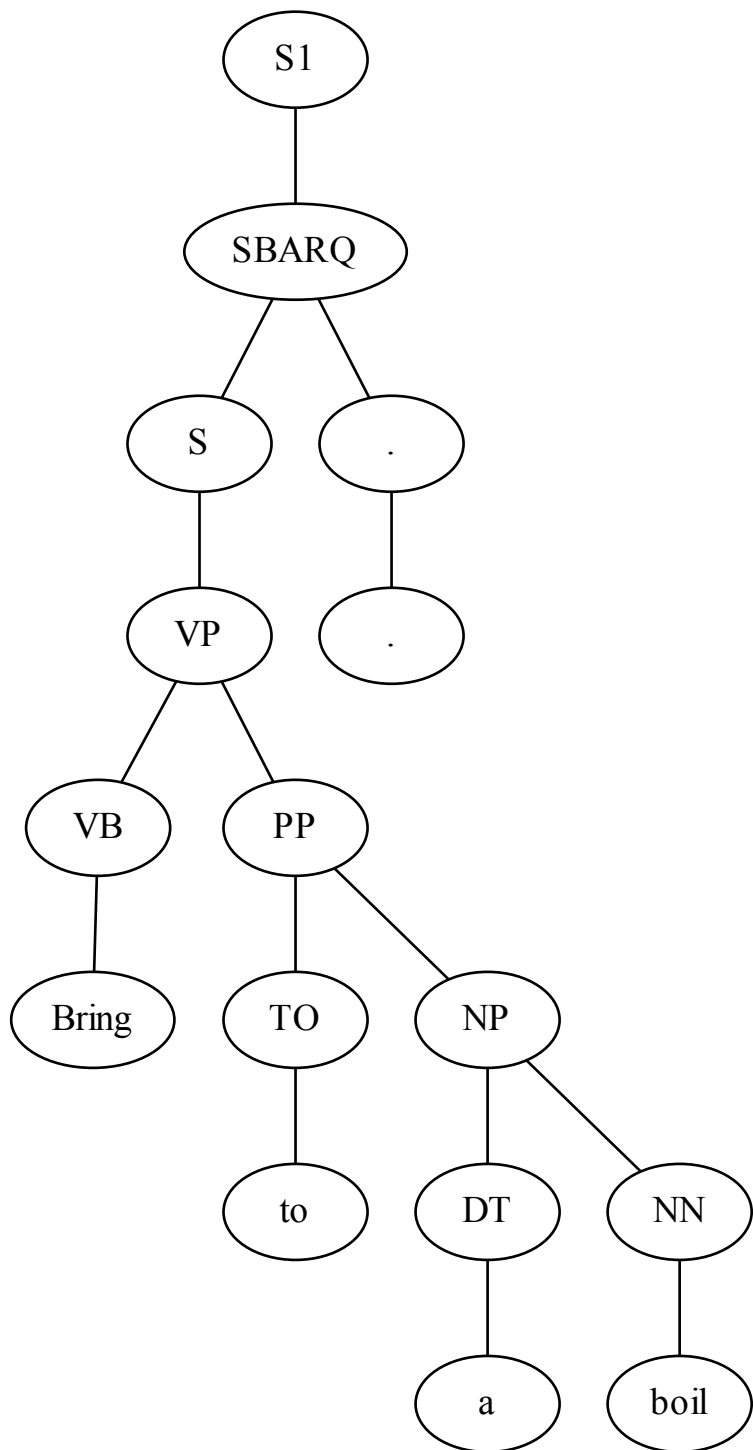 S1
SBARQ
S .
VP .
VB PP
Bring TO NP
to DT NN
a boil